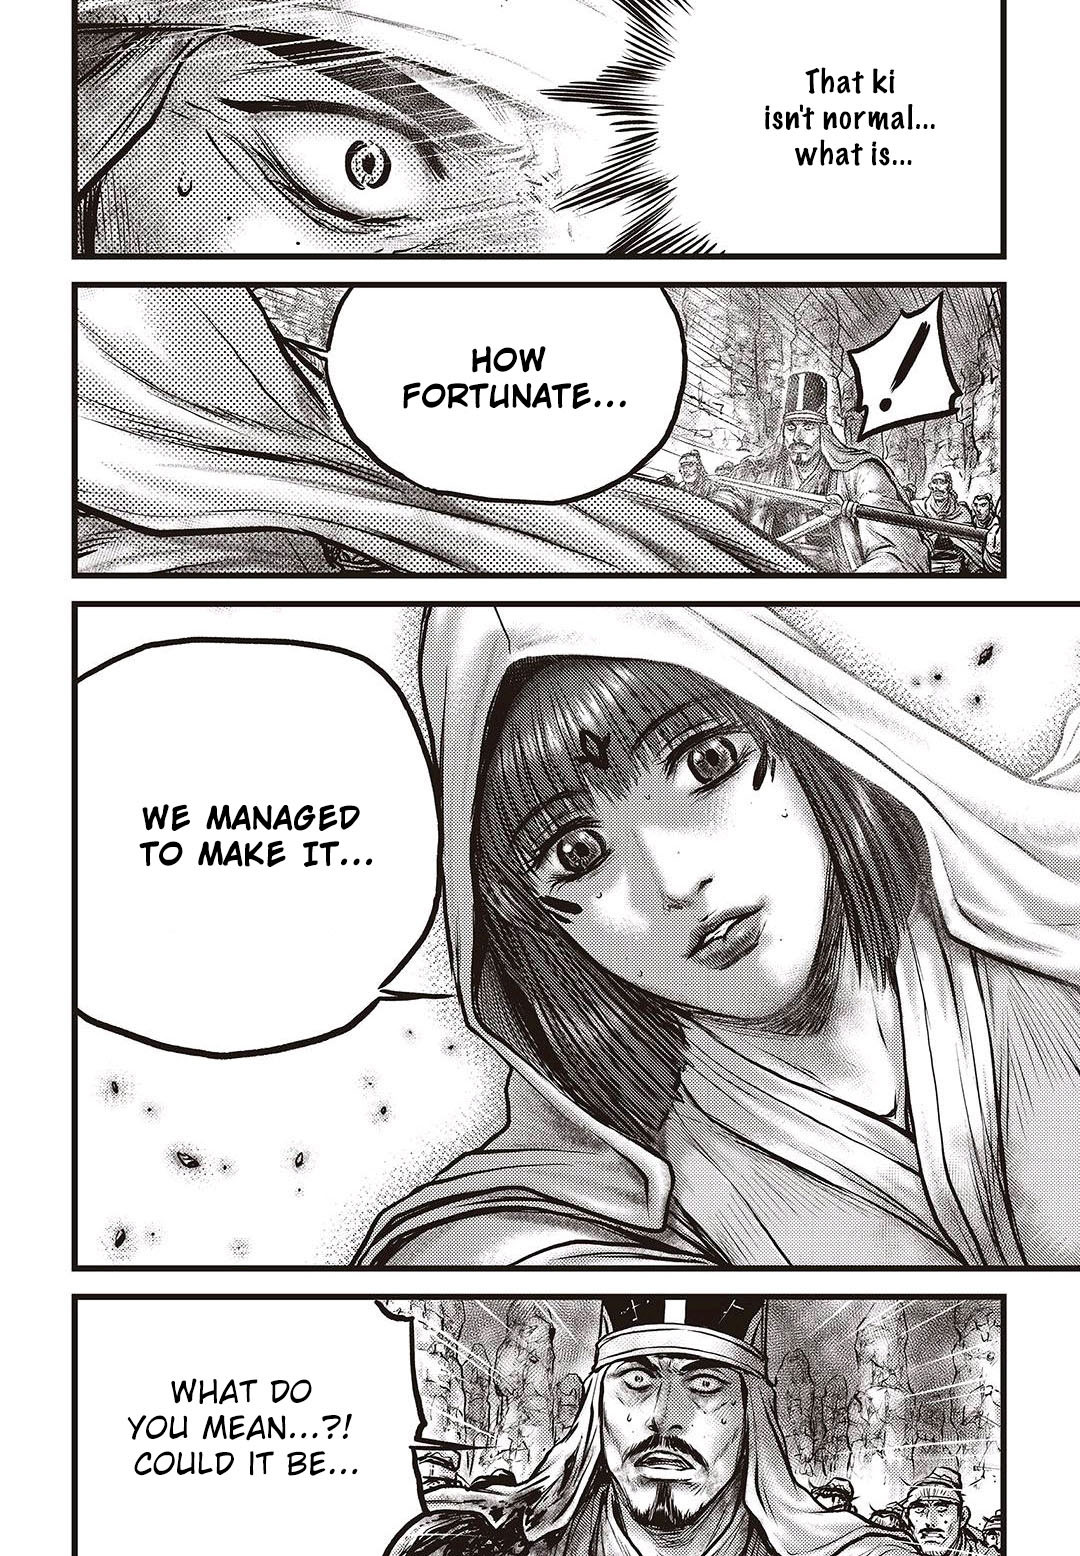 That ki
isn't normal...
what is...
!
HOW
FORTUNATE...
WE MANAGED
TO MAKE IT...
WHAT DO
YOU MEAN...?!
COULD IT BE...